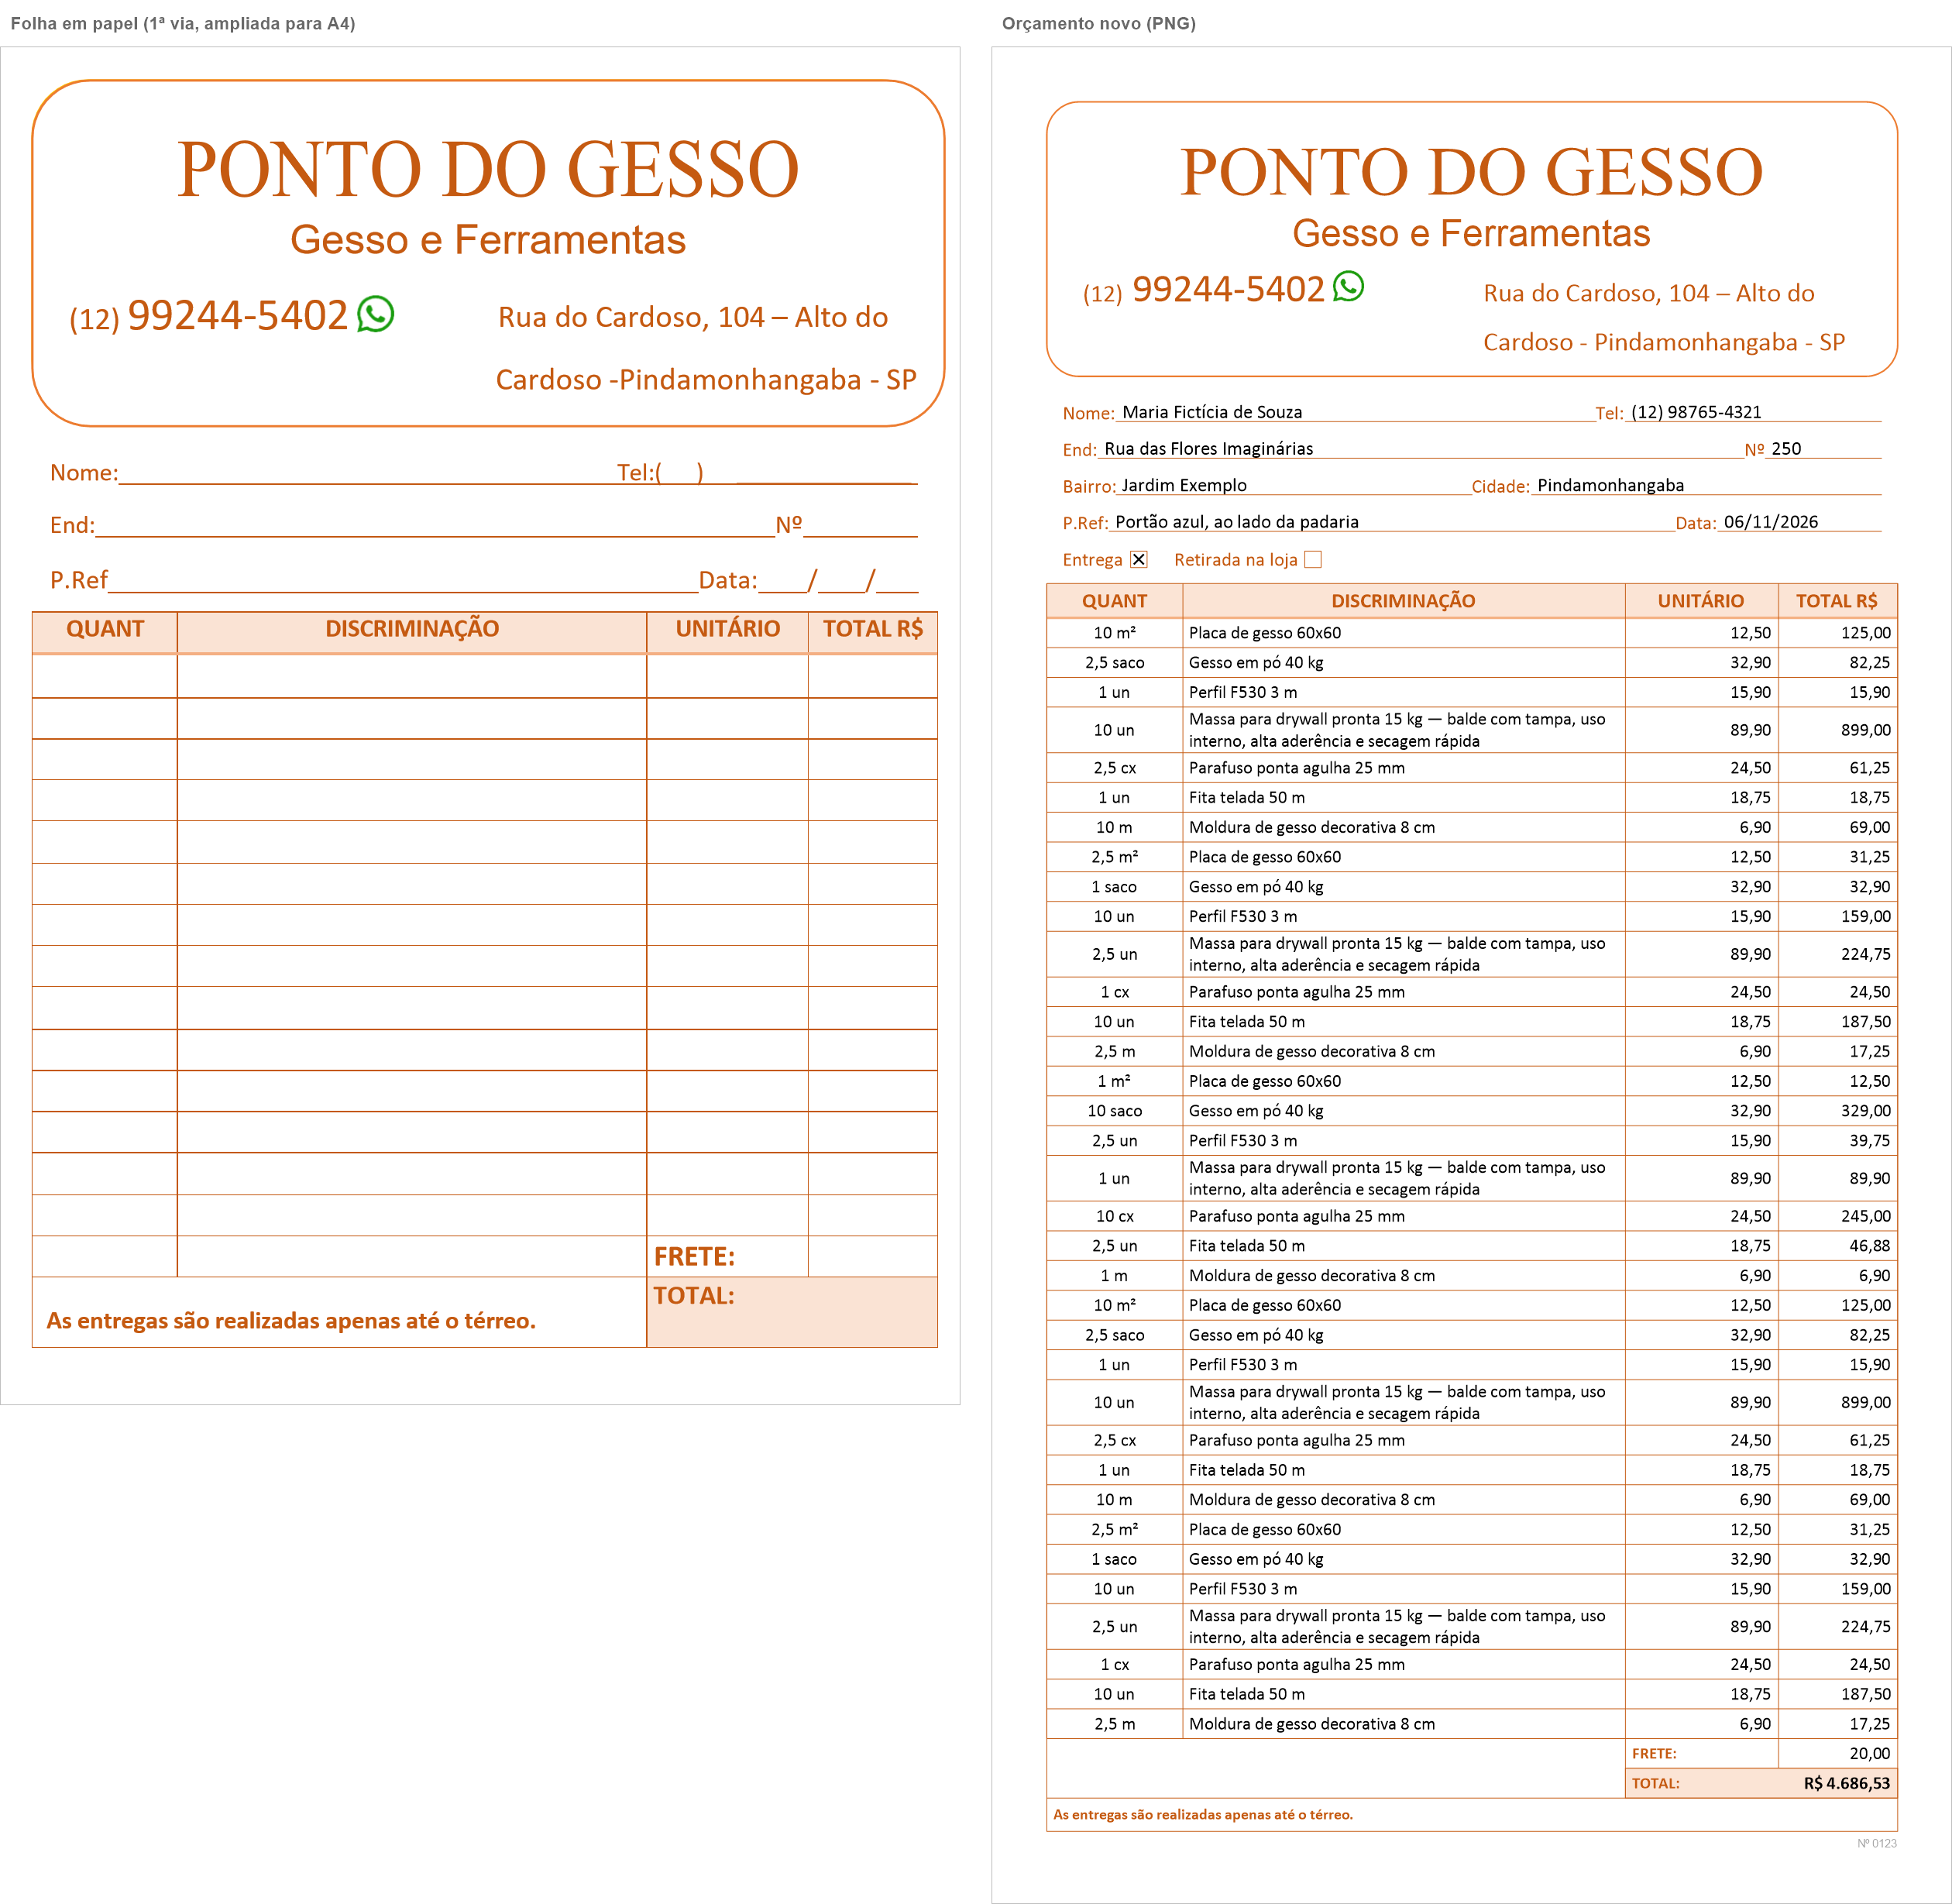 Folha em papel (1ª via, ampliada para A4)
PONTO DO GESSO
Gesso e Ferramentas
(12) 99244-5402
Rua do Cardoso, 104 – Alto do
Cardoso -Pindamonhangaba - SP
Nome: Tel:( )
End: Nº
P.Ref Data: / /
QUANT DISCRIMINAÇÃO UNITÁRIO TOTAL R$
FRETE:
TOTAL:
As entregas são realizadas apenas até o térreo.
Orçamento novo (PNG)
PONTO DO GESSO
Gesso e Ferramentas
(12) 99244-5402
Rua do Cardoso, 104 – Alto do
Cardoso - Pindamonhangaba - SP
Nome: Maria Fictícia de Souza Tel: (12) 98765-4321
End: Rua das Flores Imaginárias Nº 250
Bairro: Jardim Exemplo Cidade: Pindamonhangaba
P.Ref: Portão azul, ao lado da padaria Data: 06/11/2026
Entrega ☒ Retirada na loja ☐
QUANT DISCRIMINAÇÃO UNITÁRIO TOTAL R$
10 m² Placa de gesso 60x60 12,50 125,00
2,5 saco Gesso em pó 40 kg 32,90 82,25
1 un Perfil F530 3 m 15,90 15,90
10 un Massa para drywall pronta 15 kg — balde com tampa, uso 89,90 899,00
interno, alta aderência e secagem rápida
2,5 cx Parafuso ponta agulha 25 mm 24,50 61,25
1 un Fita telada 50 m 18,75 18,75
10 m Moldura de gesso decorativa 8 cm 6,90 69,00
2,5 m² Placa de gesso 60x60 12,50 31,25
1 saco Gesso em pó 40 kg 32,90 32,90
10 un Perfil F530 3 m 15,90 159,00
2,5 un Massa para drywall pronta 15 kg — balde com tampa, uso 89,90 224,75
interno, alta aderência e secagem rápida
1 cx Parafuso ponta agulha 25 mm 24,50 24,50
10 un Fita telada 50 m 18,75 187,50
2,5 m Moldura de gesso decorativa 8 cm 6,90 17,25
1 m² Placa de gesso 60x60 12,50 12,50
10 saco Gesso em pó 40 kg 32,90 329,00
2,5 un Perfil F530 3 m 15,90 39,75
1 un Massa para drywall pronta 15 kg — balde com tampa, uso 89,90 89,90
interno, alta aderência e secagem rápida
10 cx Parafuso ponta agulha 25 mm 24,50 245,00
2,5 un Fita telada 50 m 18,75 46,88
1 m Moldura de gesso decorativa 8 cm 6,90 6,90
10 m² Placa de gesso 60x60 12,50 125,00
2,5 saco Gesso em pó 40 kg 32,90 82,25
1 un Perfil F530 3 m 15,90 15,90
10 un Massa para drywall pronta 15 kg — balde com tampa, uso 89,90 899,00
interno, alta aderência e secagem rápida
2,5 cx Parafuso ponta agulha 25 mm 24,50 61,25
1 un Fita telada 50 m 18,75 18,75
10 m Moldura de gesso decorativa 8 cm 6,90 69,00
2,5 m² Placa de gesso 60x60 12,50 31,25
1 saco Gesso em pó 40 kg 32,90 32,90
10 un Perfil F530 3 m 15,90 159,00
2,5 un Massa para drywall pronta 15 kg — balde com tampa, uso 89,90 224,75
interno, alta aderência e secagem rápida
1 cx Parafuso ponta agulha 25 mm 24,50 24,50
10 un Fita telada 50 m 18,75 187,50
2,5 m Moldura de gesso decorativa 8 cm 6,90 17,25
FRETE: 20,00
TOTAL: R$ 4.686,53
As entregas são realizadas apenas até o térreo.
Nº 0123